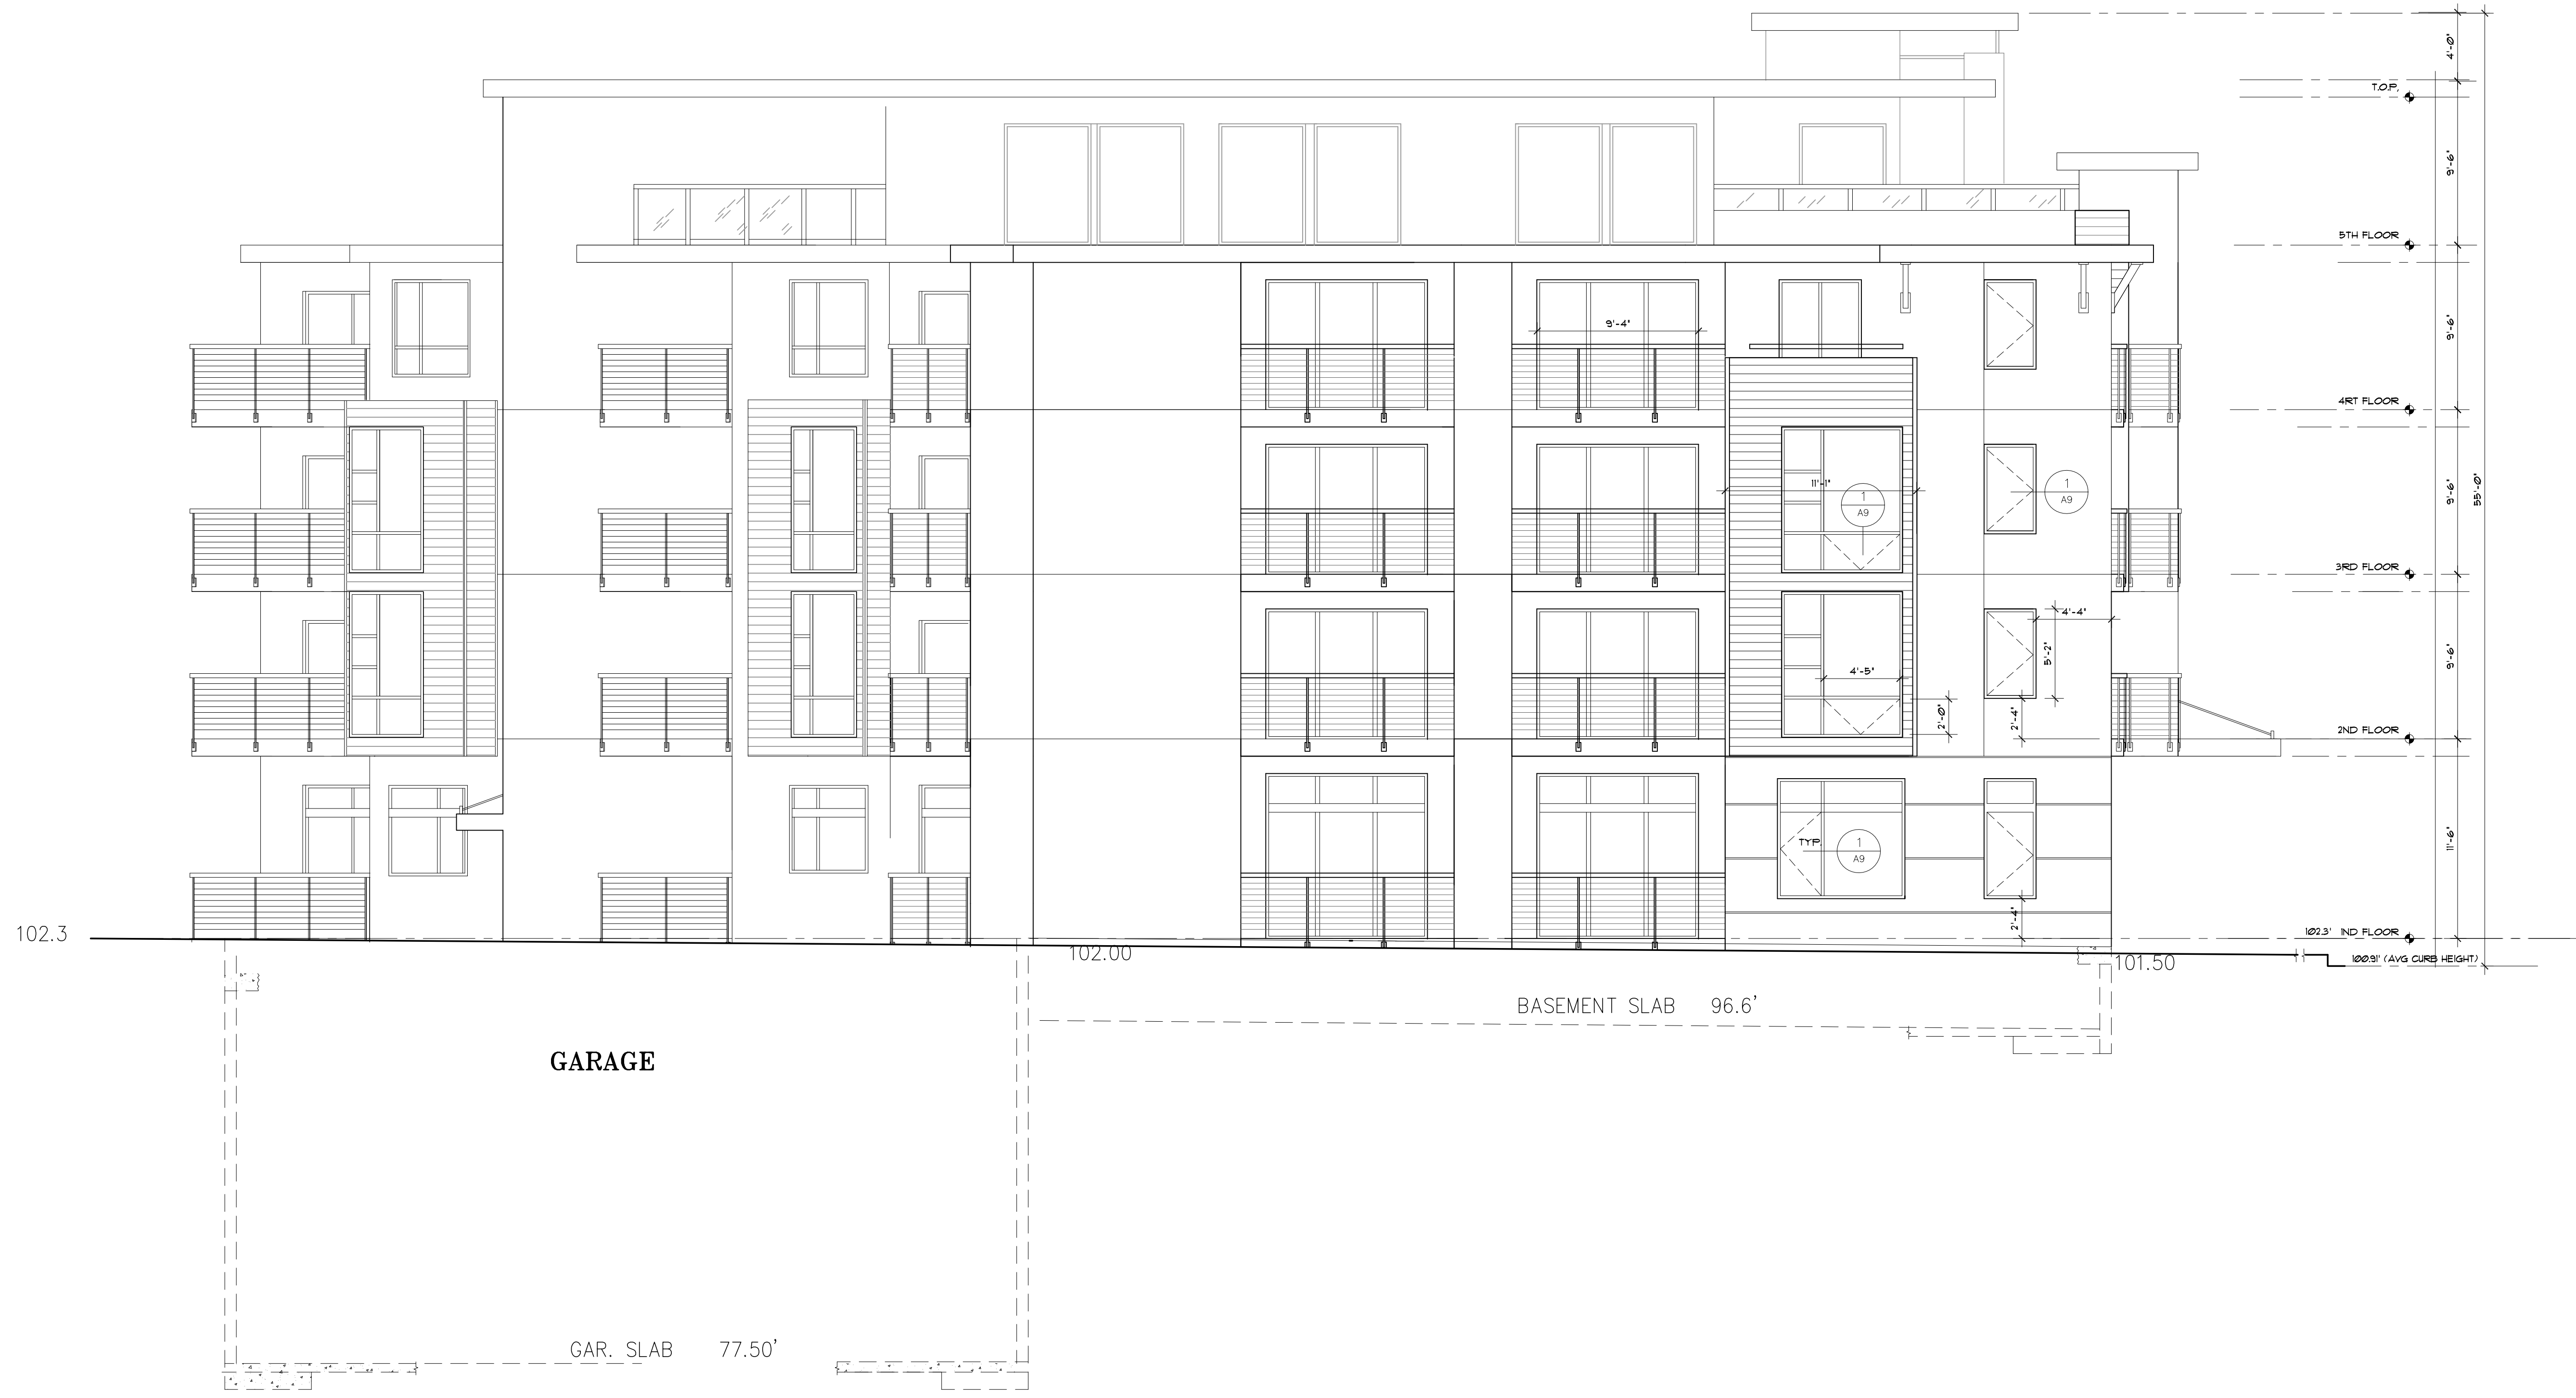 4'-0"
T.O.P.
9'-6"
5TH FLOOR
9'-4"
9'-6"
4RT FLOOR
11'-1"
1
A9
1
A9
9'-6"
55'-0"
3RD FLOOR
4'-4"
5'-2"
4'-5"
9'-6"
2'-0"
2'-4"
2ND FLOOR
TYP.
1
A9
11'-6"
2'-4"
102.3
102.3' IND FLOOR
102.00
101.50
100.91' (AVG CURB HEIGHT)
BASEMENT SLAB 96.6'
GARAGE
GAR. SLAB 77.50'